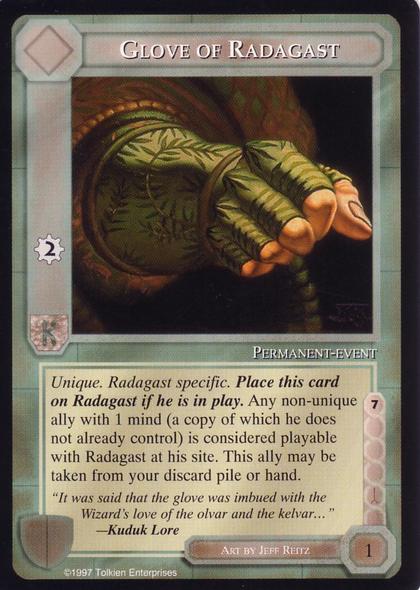 GLOVE OF RADAGAST
2
K
PERMANENT-EVENT
Unique. Radagast specific. Place this card
on Radagast if he is in play. Any non-unique
ally with 1 mind (a copy of which he does
not already control) is considered playable
with Radagast at his site. This ally may be
taken from your discard pile or hand.
7
"It was said that the glove was imbued with the
Wizard's love of the olvar and the kelvar…"
—Kuduk Lore
ART BY JEFF REITZ
1
©1997 Tolkien Enterprises